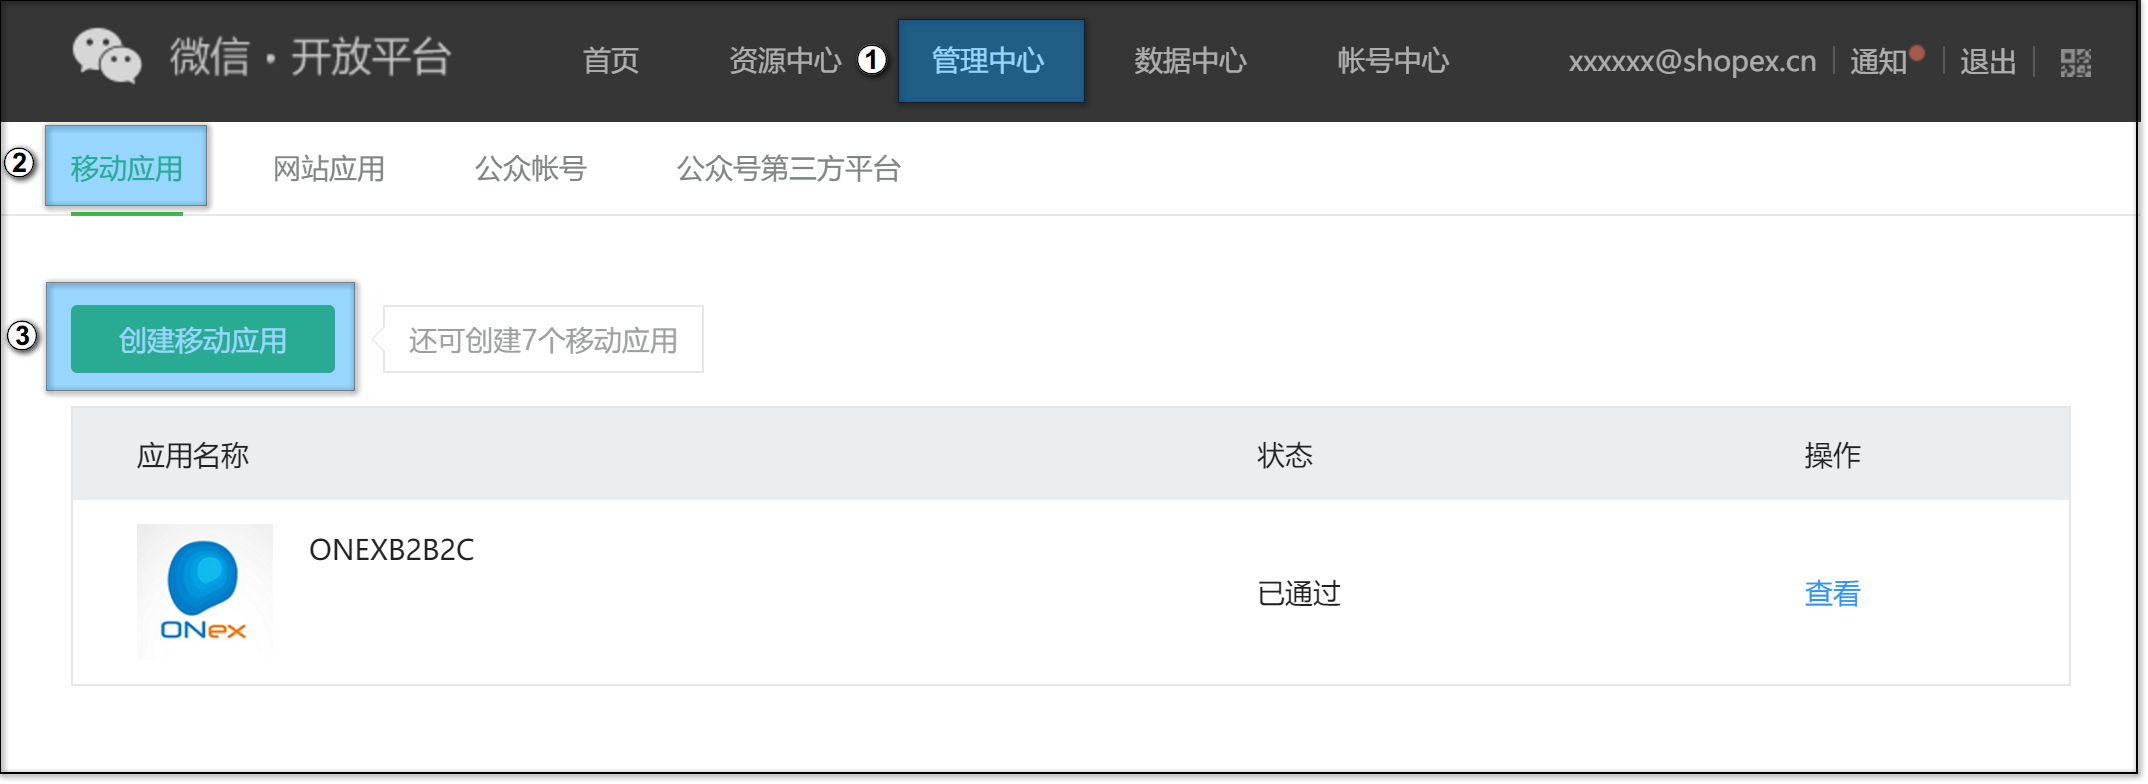 微信·开放平台 首页 资源中心 ① 管理中心 数据中心 帐号中心 xxxxxx@shopex.cn 通知 退出
② 移动应用 网站应用 公众帐号 公众号第三方平台
③ 创建移动应用 还可创建7个移动应用
应用名称 状态 操作
ONEXB2B2C
已通过 查看
ONex